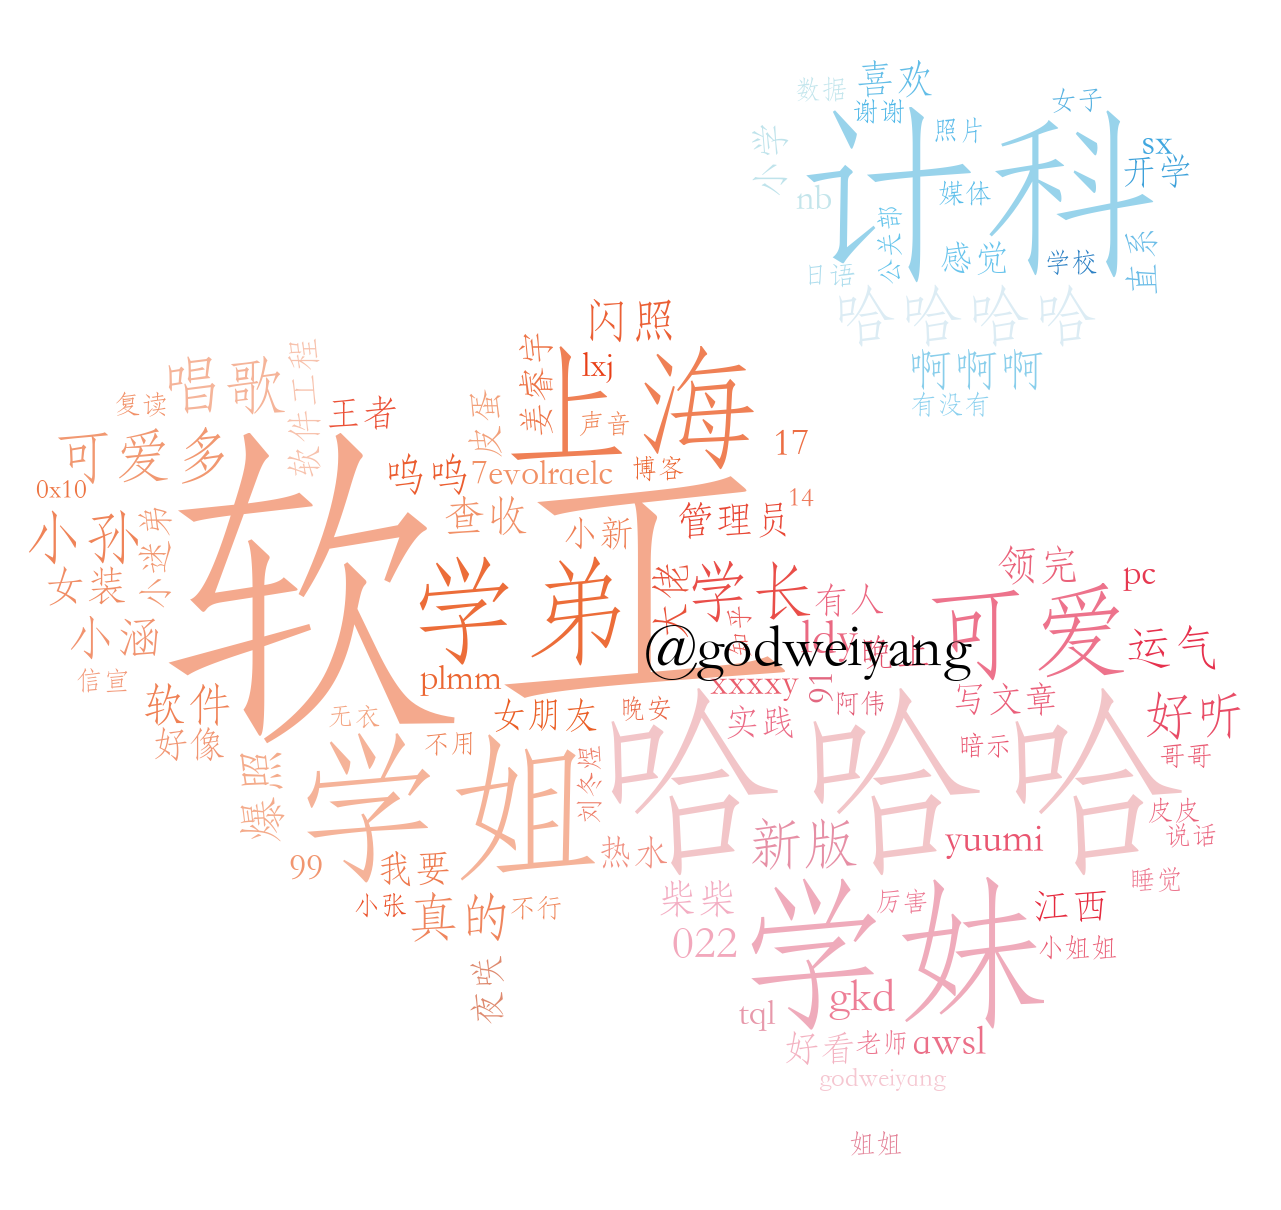 数据
喜欢
谢谢
女子
照片
sx
小学
计科
开学
nb
媒体
公关部
日语
感觉
学校
直系
哈哈哈哈
啊啊啊
有没有
闪照
姜睿宇
lxj
上海
唱歌
软件工程
复读
王者
皮蛋
声音
可爱多
呜呜
7evolrqelc
博客
17
0x10
14
软工
查收
小新
管理员
小孙
小迷弟
女装
学弟
大佬
学长
知乎
有人
领完
pc
可爱
小涵
ldy
晚上
运气
@godweiyang
信宣
plmm
xxxxy
91
阿伟
写文章
软件
无衣
女朋友
晚安
实践
好听
好像
不用
暗示
哥哥
爆照
学姐
刘冬煜
哈哈哈
皮皮
说话
热水
新版
yuumi
99
我要
睡觉
小张
真的
不行
柴柴
厉害
江西
022
学妹
小姐姐
夜咲
gkd
tql
好看
老师
awsl
godweiyang
姐姐